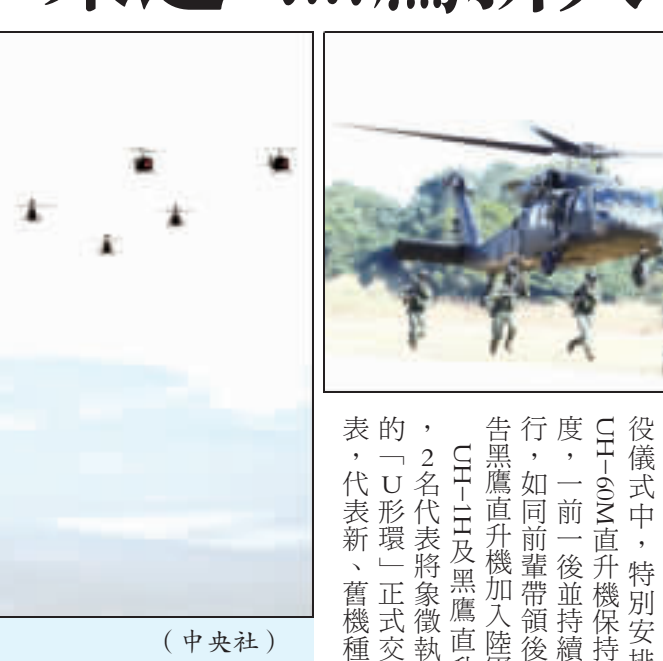 役儀式中，特別安排
UH-60M直升機保持
度，一前一後並持續
行，如同前輩帶領後
告黑鷹直升機加入陸
UH-1H及黑鷹直
，2名代表將象徵執
的「U形環」正式交
表，代表新、舊機種
（中央社）